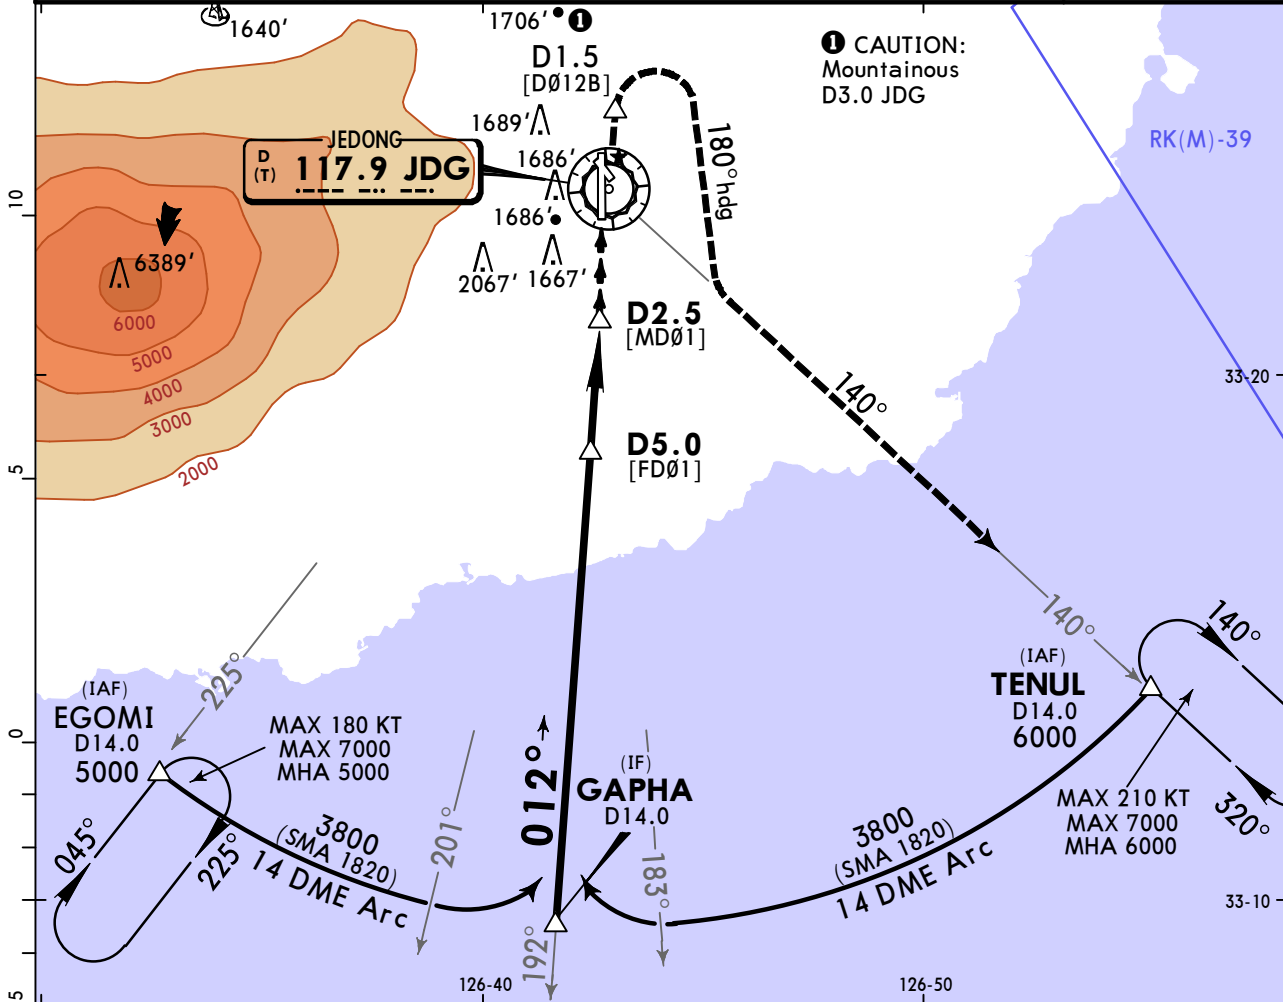 1640'
1706' ❶
D1.5
[DØ12B]
❶ CAUTION:
Mountainous
D3.0 JDG
1689'
JEDONG
D
(T)
117.9 JDG
1686'
180°hdg
RK(M)-39
10
1686'
6389'
2067'
1667'
D2.5
[MDØ1]
6000
5000
4000
3000
2000
140°
33-20
D5.0
[FDØ1]
5
225°
140°
140°
(IAF)
EGOMI
D14.0
5000
MAX 180 KT
MAX 7000
MHA 5000
(IAF)
TENUL
D14.0
6000
0
012°
(IF)
GAPHA
D14.0
MAX 210 KT
MAX 7000
MHA 6000
320°
045°
225°
3800
(SMA 1820)
14 DME Arc
201°
183°
3800
(SMA 1820)
14 DME Arc
33-10
192°
5
126-40
126-50